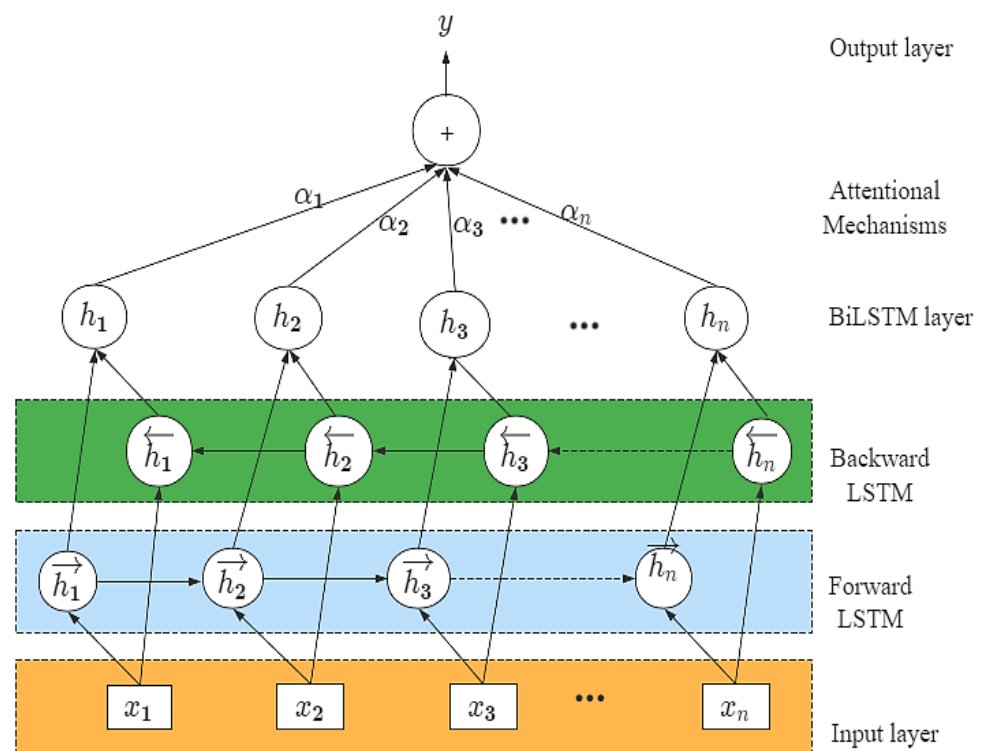 y
Output layer
+
α₁ α₂ α₃ ••• αₙ
Attentional
Mechanisms
h₁ h₂ h₃ ••• hₙ
BiLSTM layer
←h₁ ←h₂ ←h₃ ←hₙ
Backward
LSTM
→h₁ →h₂ →h₃ →hₙ
Forward
LSTM
x₁ x₂ x₃ ••• xₙ
Input layer